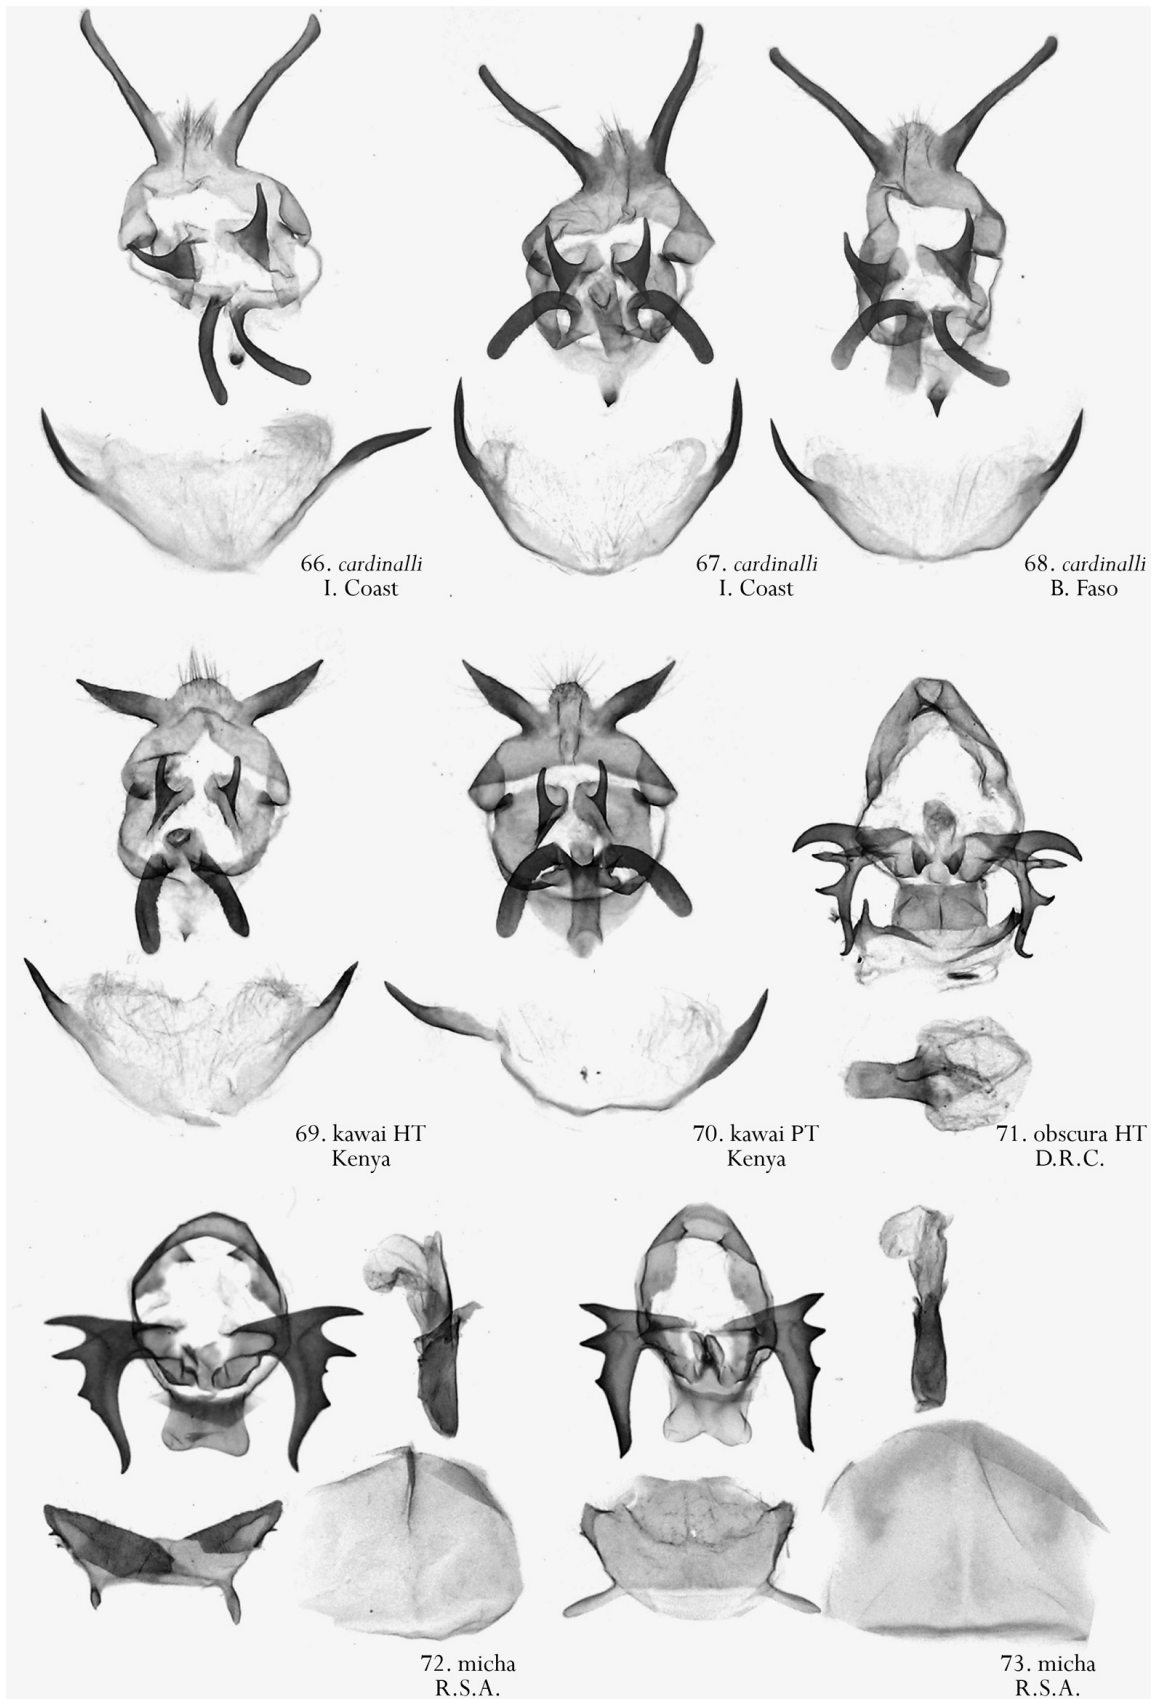 66. cardinalli
I. Coast
67. cardinalli
I. Coast
68. cardinalli
B. Faso
69. kawai HT
Kenya
70. kawai PT
Kenya
71. obscura HT
D.R.C.
72. micha
R.S.A.
73. micha
R.S.A.